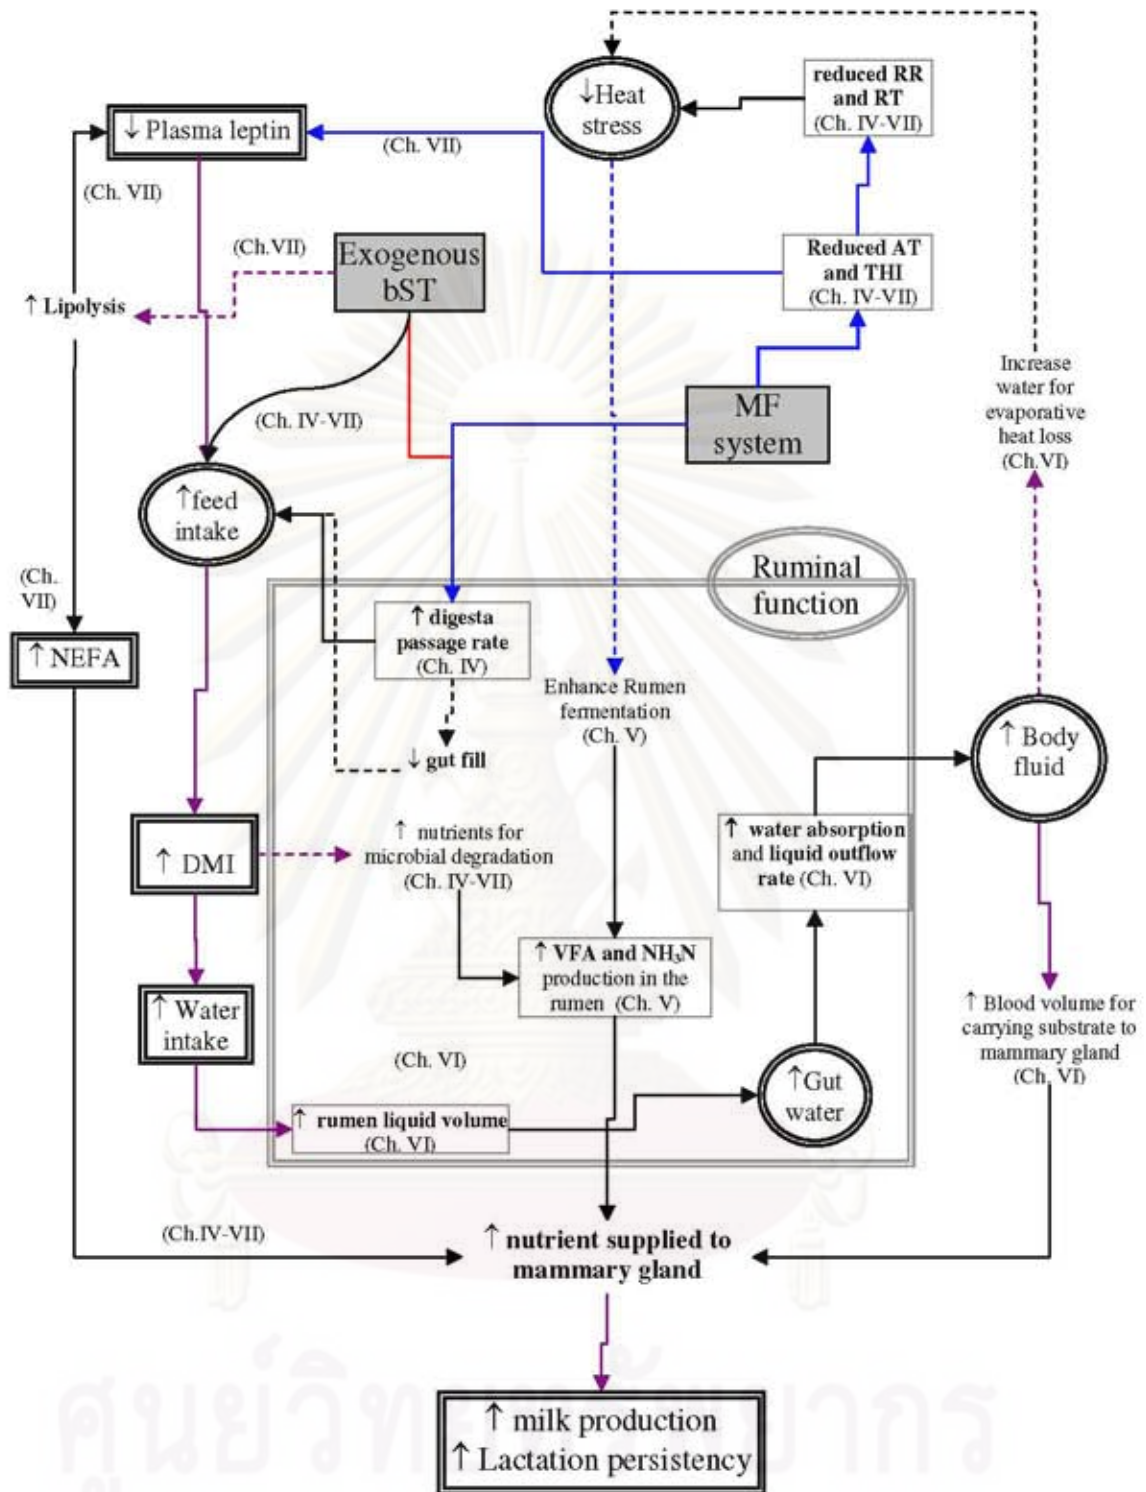 ↓Heat
stress
reduced RR
and RT
(Ch. IV-VII)
↓ Plasma leptin
(Ch. VII)
(Ch. VII)
(Ch.VII)
Exogenous
bST
Reduced AT
and THI
(Ch. IV-VII)
↑ Lipolysis
Increase
water for
evaporative
heat loss
(Ch.VI)
MF
system
(Ch. IV-VII)
↑feed
intake
Ruminal
function
(Ch.
VII)
↑ digesta
passage rate
(Ch. IV)
↑ NEFA
Enhance Rumen
fermentation
(Ch. V)
↑ Body
fluid
↓ gut fill
↑ DMI
↑ nutrients for
microbial degradation
(Ch. IV-VII)
↑ water absorption
and liquid outflow
rate (Ch. VI)
↑ VFA and NH₃N
production in the
rumen (Ch. V)
↑ Water
intake
↑ Blood volume for
carrying substrate to
mammary gland
(Ch. VI)
(Ch. VI)
↑Gut
water
↑ rumen liquid volume
(Ch. VI)
(Ch.IV-VII)
↑ nutrient supplied to
mammary gland
↑ milk production
↑ Lactation persistency